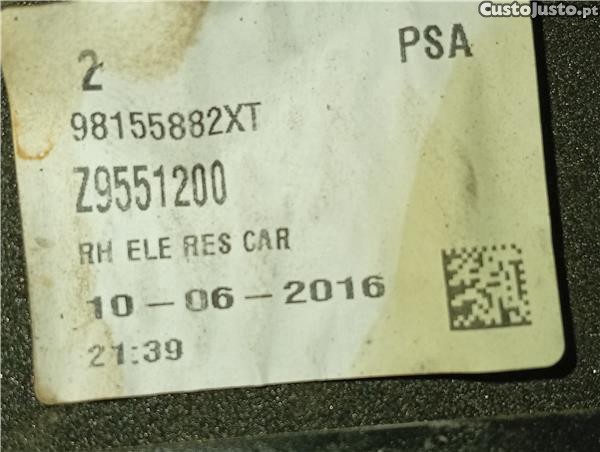 CustoJusto.pt
2 PSA
98155882XT
Z9551200
RH ELE RES CAR
10-06-2016
21:39